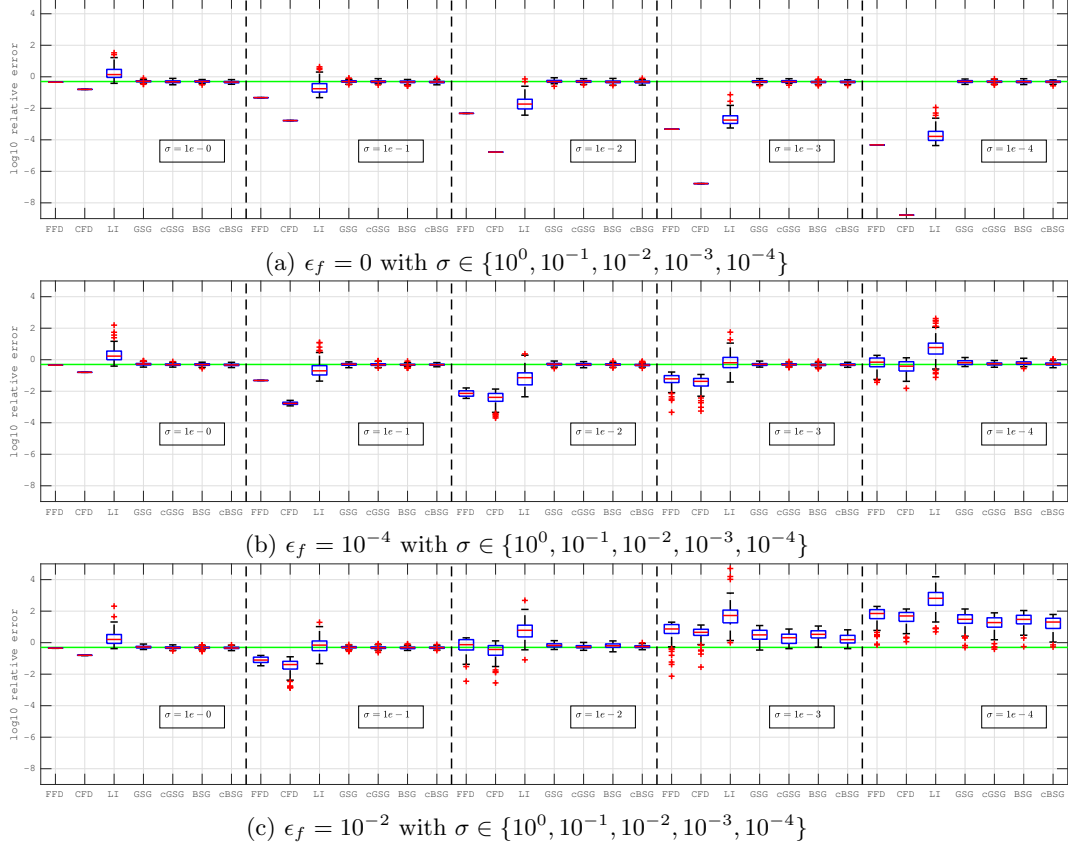 log10 relative error
4
2
0
−2
−4
−6
−8
σ = 1e − 0
σ = 1e − 1
σ = 1e − 2
σ = 1e − 3
σ = 1e − 4
FFD CFD LI GSG cGSG BSG cBSG FFD CFD LI GSG cGSG BSG cBSG FFD CFD LI GSG cGSG BSG cBSG FFD CFD LI GSG cGSG BSG cBSG FFD CFD LI GSG cGSG BSG cBSG
(a) ϵ_f = 0 with σ ∈ {10^0, 10^−1, 10^−2, 10^−3, 10^−4}
log10 relative error
4
2
0
−2
−4
−6
−8
σ = 1e − 0
σ = 1e − 1
σ = 1e − 2
σ = 1e − 3
σ = 1e − 4
FFD CFD LI GSG cGSG BSG cBSG FFD CFD LI GSG cGSG BSG cBSG FFD CFD LI GSG cGSG BSG cBSG FFD CFD LI GSG cGSG BSG cBSG FFD CFD LI GSG cGSG BSG cBSG
(b) ϵ_f = 10^−4 with σ ∈ {10^0, 10^−1, 10^−2, 10^−3, 10^−4}
log10 relative error
4
2
0
−2
−4
−6
−8
σ = 1e − 0
σ = 1e − 1
σ = 1e − 2
σ = 1e − 3
σ = 1e − 4
FFD CFD LI GSG cGSG BSG cBSG FFD CFD LI GSG cGSG BSG cBSG FFD CFD LI GSG cGSG BSG cBSG FFD CFD LI GSG cGSG BSG cBSG FFD CFD LI GSG cGSG BSG cBSG
(c) ϵ_f = 10^−2 with σ ∈ {10^0, 10^−1, 10^−2, 10^−3, 10^−4}